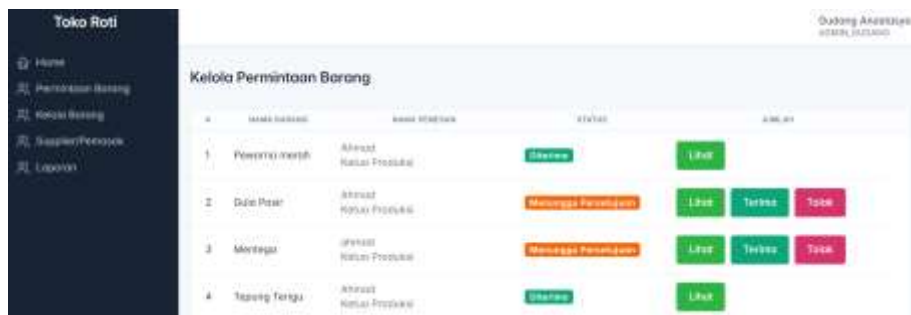 Toko Roti
Gudang Anastasya
ADMIN_GUDANG
Home
Permintaan Barang
Kelola Barang
Supplier/Pemasok
Laporan
Kelola Permintaan Barang
# NAMA BARANG NAMA PEMESAN STATUS
1 Pewarna merah Ahmad Ketua Produksi Diterima Lihat
2 Gula Pasir Ahmad Ketua Produksi Menunggu Persetujuan Lihat Terima Tolak
3 Mentega ahmad Ketua Produksi Menunggu Persetujuan Lihat Terima Tolak
4 Tepung Terigu Ahmad Ketua Produksi Diterima Lihat